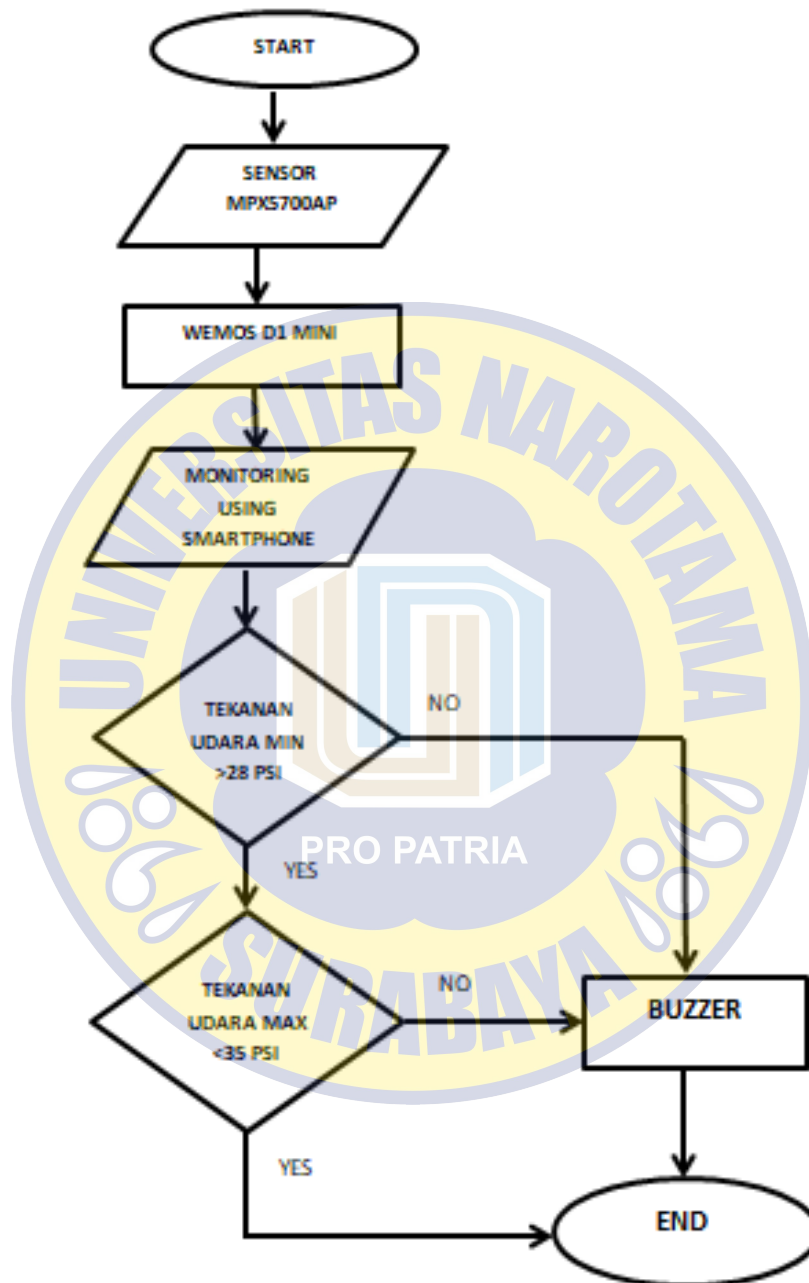 START
SENSOR
MPX5700AP
WEMOS D1 MINI
MONITORING
USING
SMARTPHONE
TEKANAN
UDARA MIN
>28 PSI
NO
YES
TEKANAN
UDARA MAX
<35 PSI
NO
BUZZER
YES
END
UNIVERSITAS NAROTAMA
PRO PATRIA
SURABAYA